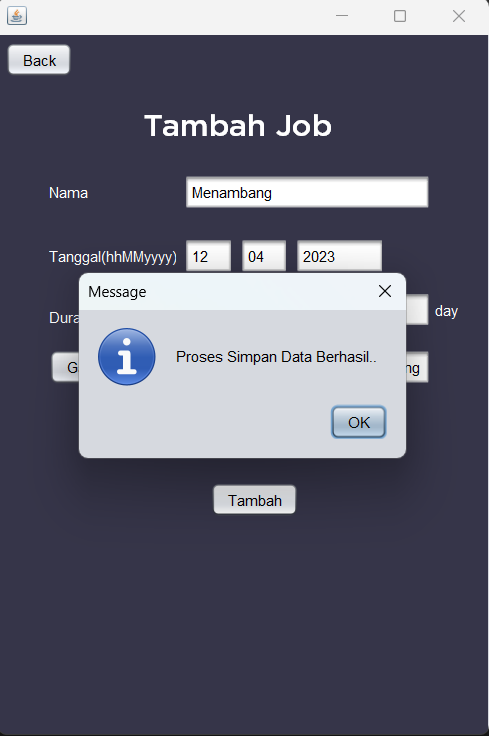 Back
Tambah Job
Nama
Menambang
Tanggal(hhMMyyyy)
12 04 2023
Message
day
Proses Simpan Data Berhasil..
OK
Tambah